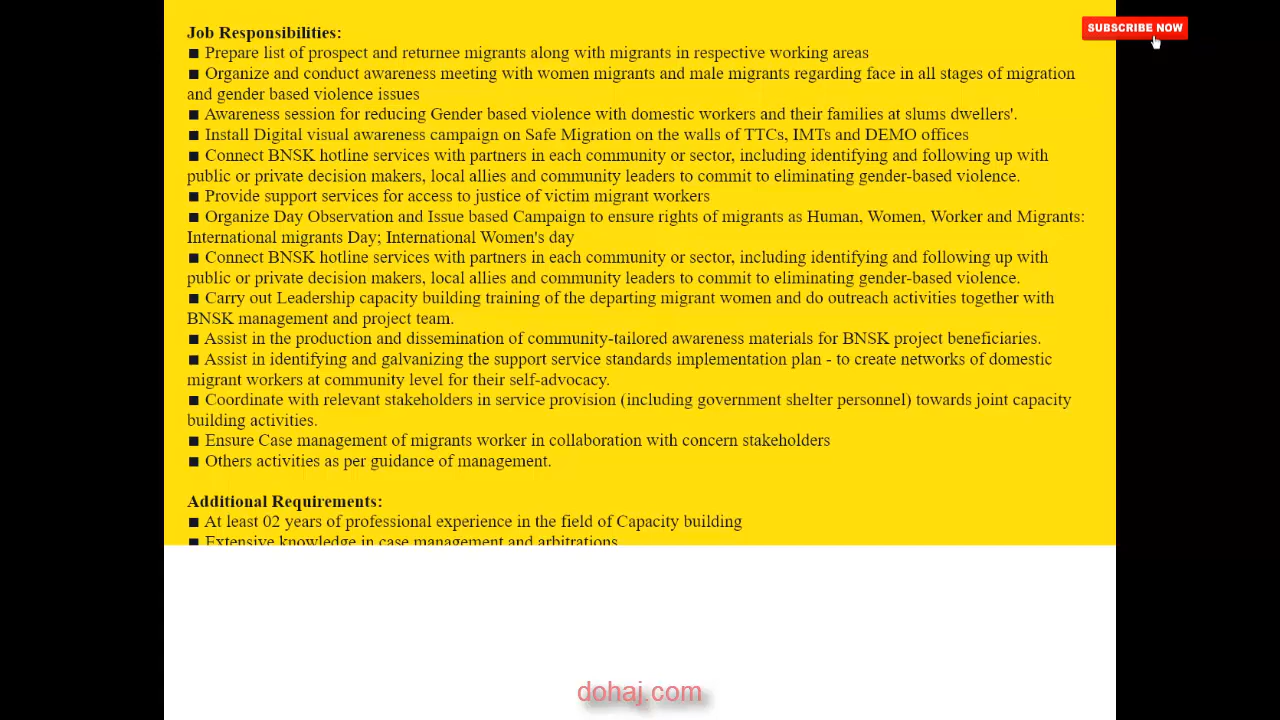 SUBSCRIBE NOW
Job Responsibilities:
■ Prepare list of prospect and returnee migrants along with migrants in respective working areas
■ Organize and conduct awareness meeting with women migrants and male migrants regarding face in all stages of migration
and gender based violence issues
■ Awareness session for reducing Gender based violence with domestic workers and their families at slums dwellers'.
■ Install Digital visual awareness campaign on Safe Migration on the walls of TTCs, IMTs and DEMO offices
■ Connect BNSK hotline services with partners in each community or sector, including identifying and following up with
public or private decision makers, local allies and community leaders to commit to eliminating gender-based violence.
■ Provide support services for access to justice of victim migrant workers
■ Organize Day Observation and Issue based Campaign to ensure rights of migrants as Human, Women, Worker and Migrants:
International migrants Day; International Women's day
■ Connect BNSK hotline services with partners in each community or sector, including identifying and following up with
public or private decision makers, local allies and community leaders to commit to eliminating gender-based violence.
■ Carry out Leadership capacity building training of the departing migrant women and do outreach activities together with
BNSK management and project team.
■ Assist in the production and dissemination of community-tailored awareness materials for BNSK project beneficiaries.
■ Assist in identifying and galvanizing the support service standards implementation plan - to create networks of domestic
migrant workers at community level for their self-advocacy.
■ Coordinate with relevant stakeholders in service provision (including government shelter personnel) towards joint capacity
building activities.
■ Ensure Case management of migrants worker in collaboration with concern stakeholders
■ Others activities as per guidance of management.
Additional Requirements:
■ At least 02 years of professional experience in the field of Capacity building
■ Extensive knowledge in case management and arbitrations
dohaj.com